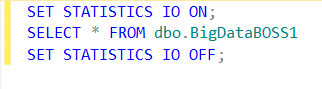 SET STATISTICS IO ON;
SELECT * FROM dbo.BigDataBOSS1
SET STATISTICS IO OFF;